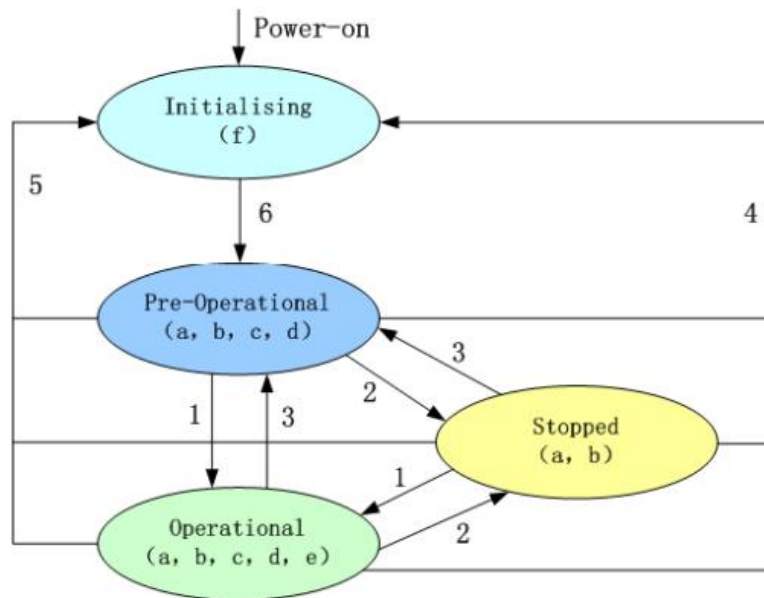 Power-on
Initialising
(f)
5
6
4
Pre-Operational
(a, b, c, d)
3
2
1
3
Stopped
(a, b)
1
2
Operational
(a, b, c, d, e)